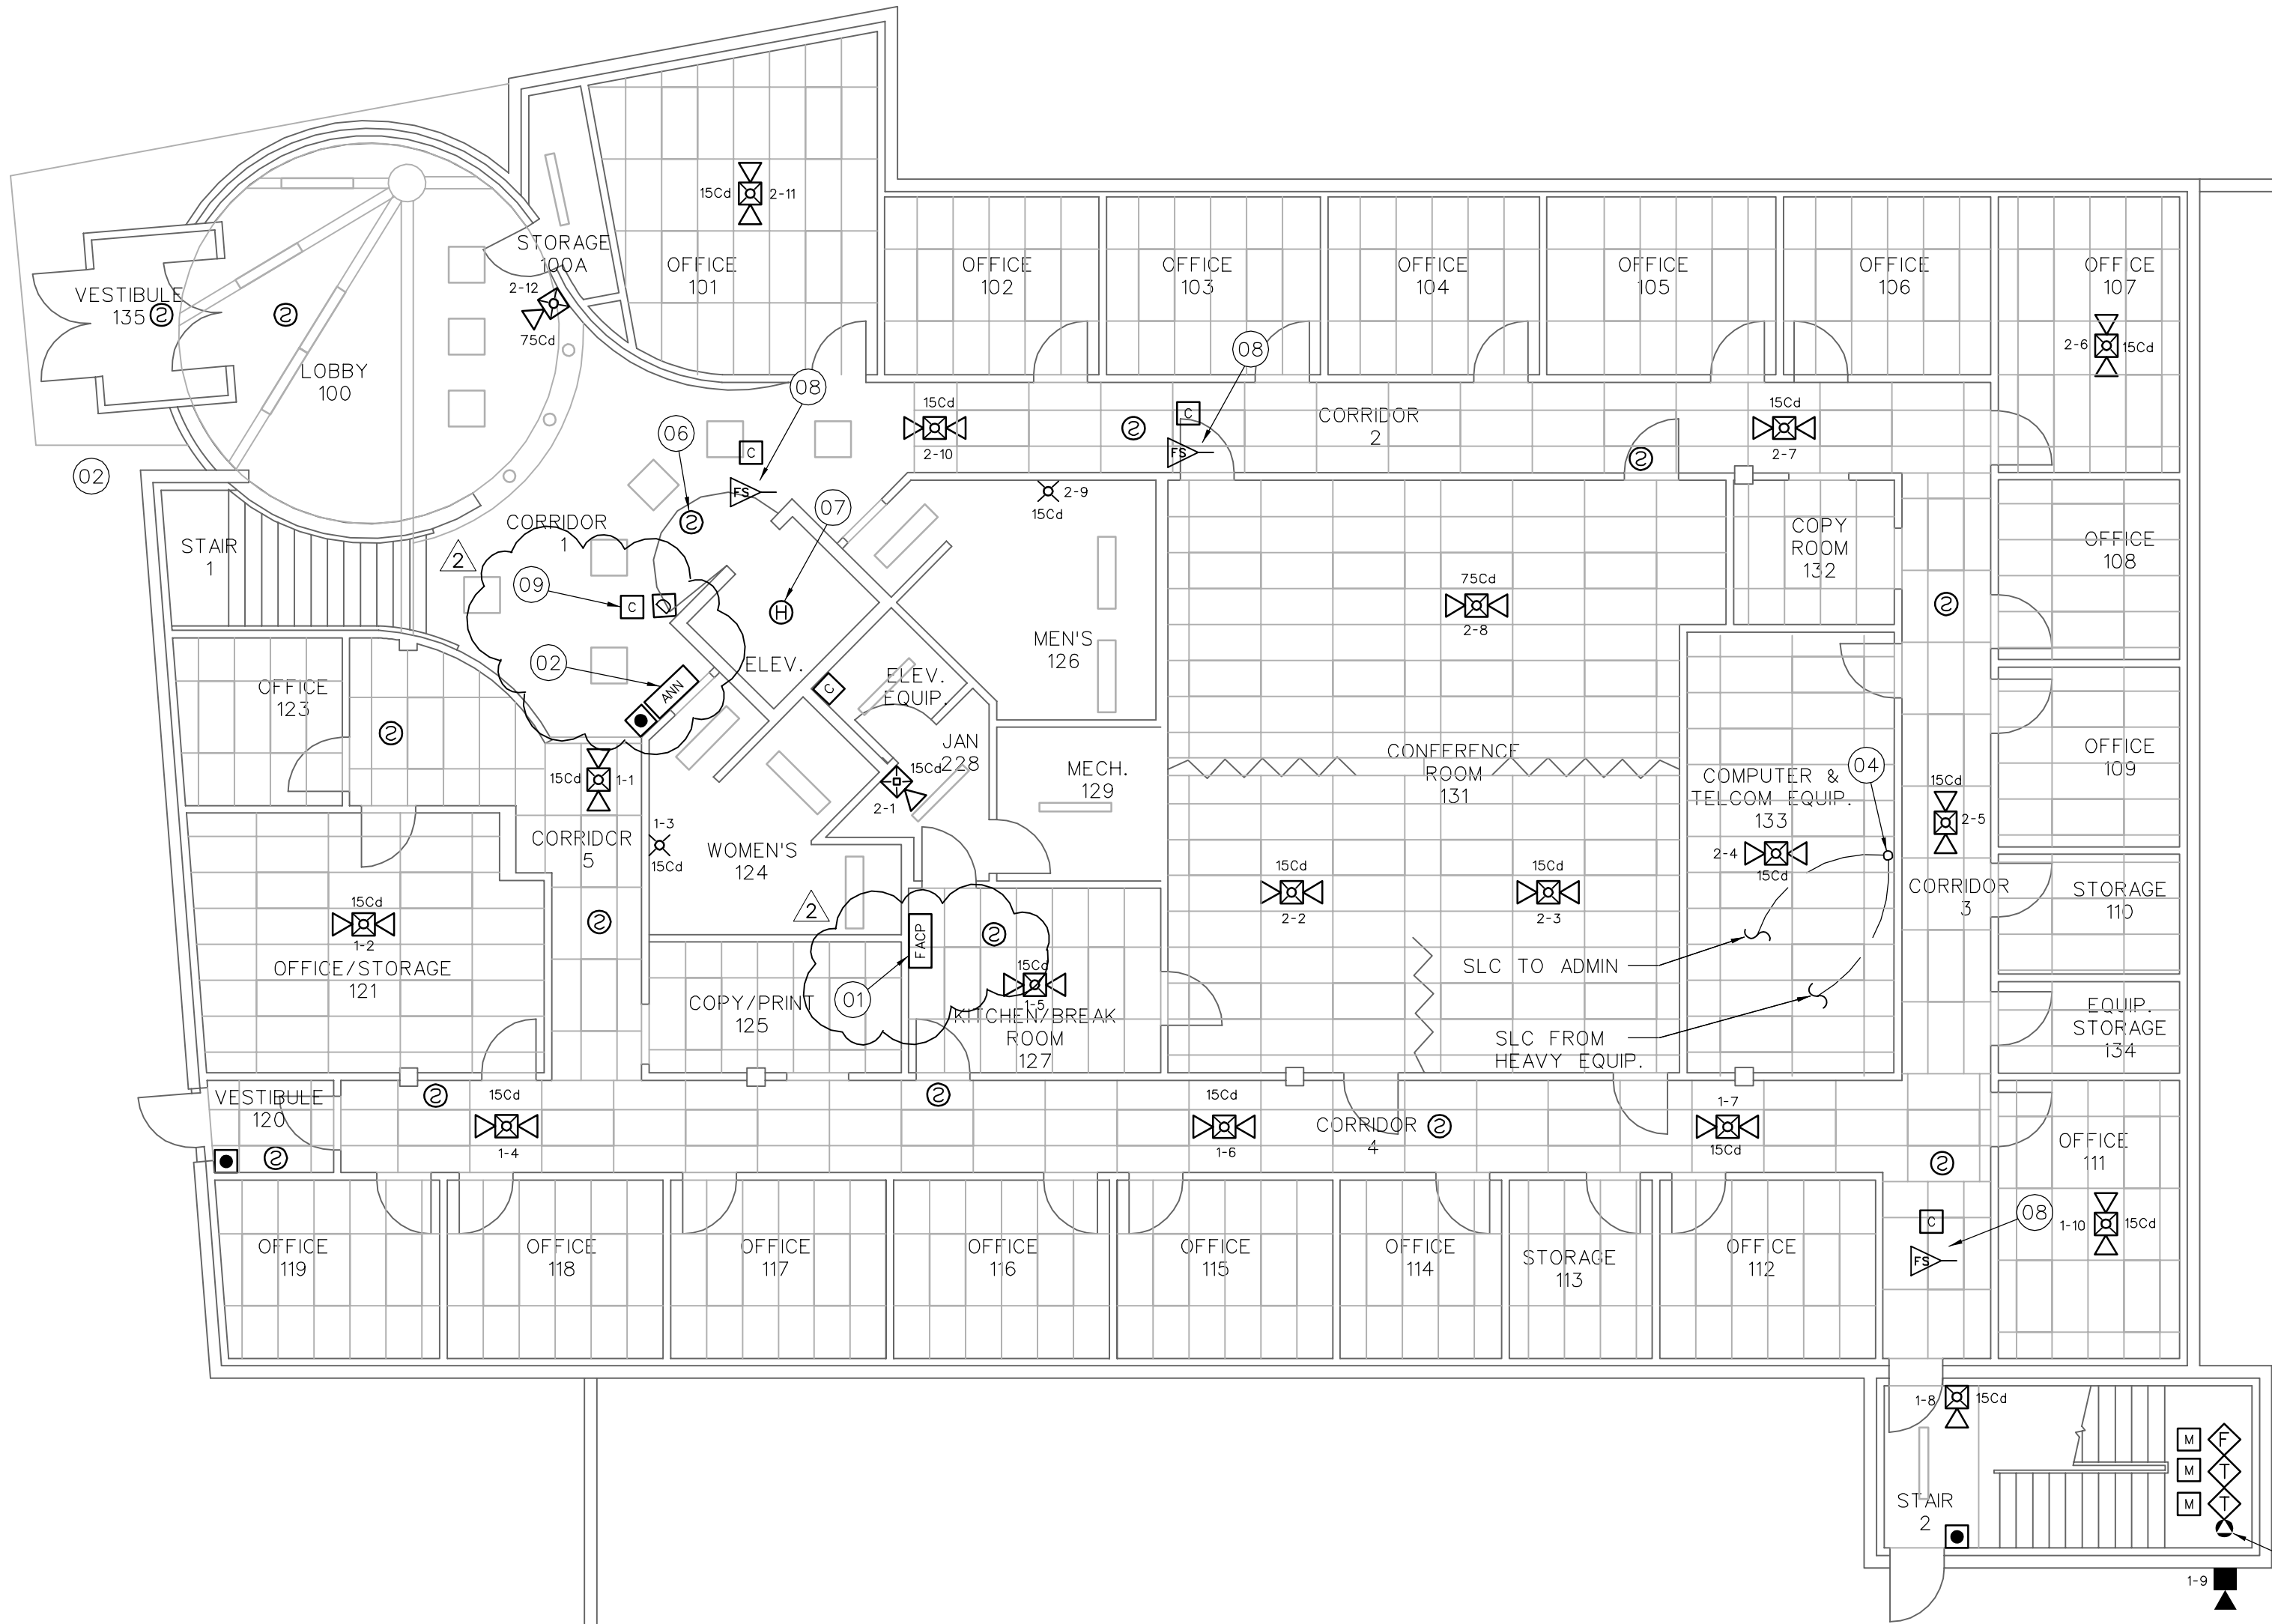 15Cd
2-11
STORAGE
100A
OFFICE
101
OFFICE
102
OFFICE
103
OFFICE
104
OFFICE
105
OFFICE
106
OFFICE
107
VESTIBULE
135
S
S
2-12
75Cd
LOBBY
100
2-6
15Cd
08
08
06
C
FS
15Cd
2-10
S
C
FS
CORRIDOR
2
S
15Cd
2-7
02
07
S
2-9
15Cd
CORRIDOR
1
STAIR
1
2
09
C
H
COPY
ROOM
132
OFFICE
108
S
75Cd
2-8
MEN'S
126
02
ANN
ELEV.
C
ELEV.
EQUIP.
OFFICE
123
S
JAN
228
MECH.
129
CONFERENCE
ROOM
131
COMPUTER &
TELCOM EQUIP.
133
04
OFFICE
109
15Cd
1-1
15Cd
2-1
15Cd
2-5
CORRIDOR
5
1-3
15Cd
WOMEN'S
124
2-4
15Cd
CORRIDOR
3
STORAGE
110
15Cd
1-2
OFFICE/STORAGE
121
S
2
FACP
S
15Cd
2-2
15Cd
2-3
SLC TO ADMIN
01
15Cd
1-5
KITCHEN/BREAK
ROOM
127
COPY/PRINT
125
SLC FROM
HEAVY EQUIP.
EQUIP.
STORAGE
134
VESTIBULE
120
S
S
15Cd
1-4
S
15Cd
1-6
CORRIDOR
4
S
1-7
15Cd
S
OFFICE
111
1-10
15Cd
C
08
FS
OFFICE
119
OFFICE
118
OFFICE
117
OFFICE
116
OFFICE
115
OFFICE
114
STORAGE
113
OFFICE
112
1-8
15Cd
M
F
M
T
M
T
STAIR
2
1-9